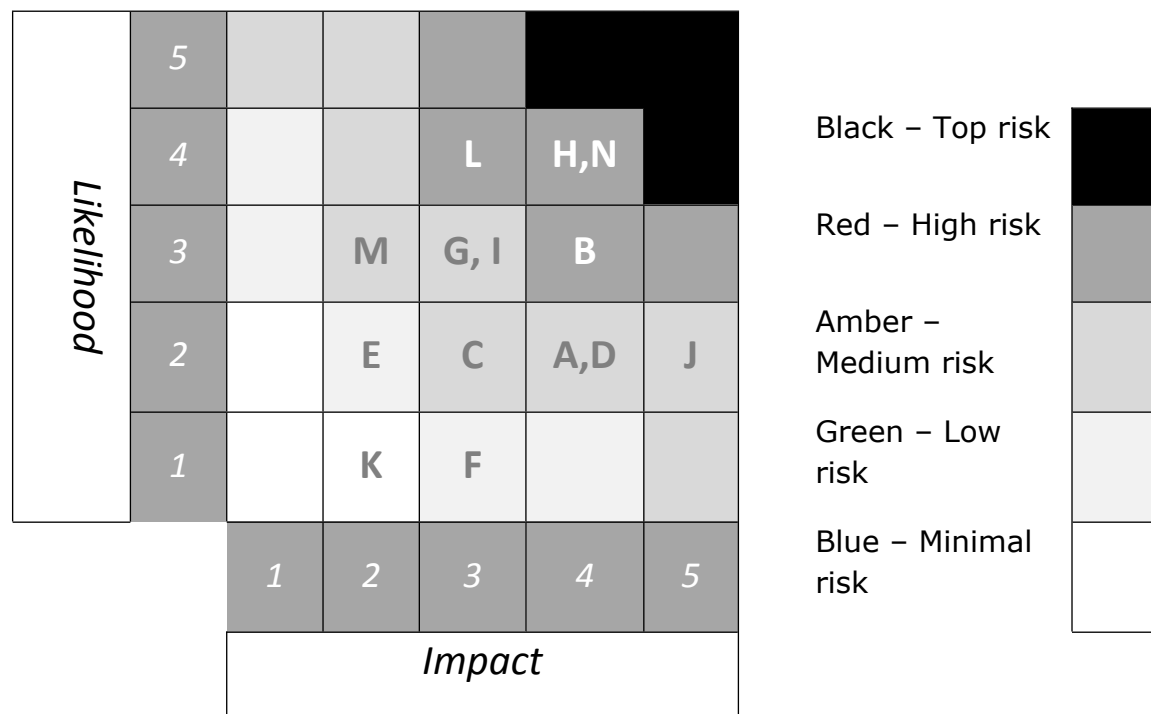 Likelihood
5
4
L
H,N
3
M
G, I
B
2
E
C
A,D
J
1
K
F
1
2
3
4
5
Impact
Black – Top risk
Red – High risk
Amber –
Medium risk
Green – Low
risk
Blue – Minimal
risk